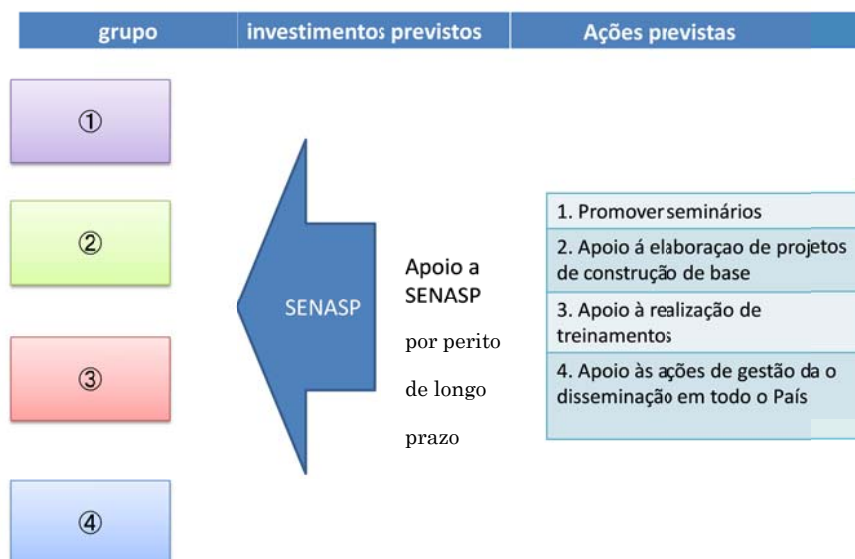 grupo investimentos previstos Ações previstas
①
②
③
④
SENASP
Apoio a
SENASP
por perito
de longo
prazo
1. Promover seminários
2. Apoio á elaboraçao de projetos
de construção de base
3. Apoio à realização de
treinamentos
4. Apoio às ações de gestão da o
disseminação em todo o País